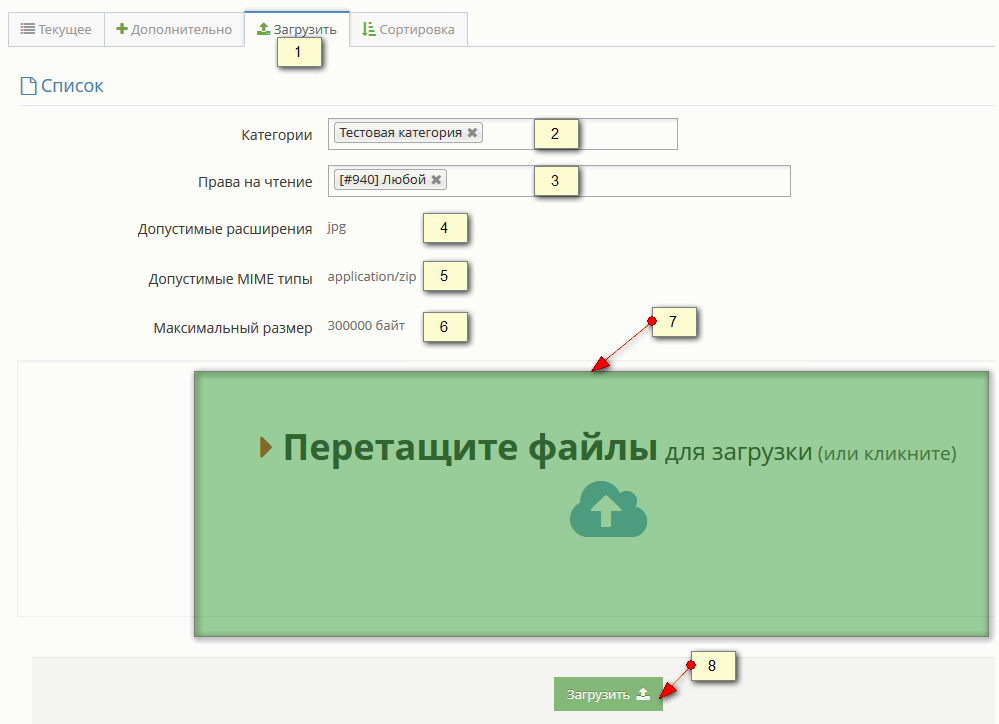 Текущее Дополнительно Загрузить Сортировка
1
Список
Категории Тестовая категория 2
Права на чтение [#940] Любой 3
Допустимые расширения jpg 4
Допустимые MIME типы application/zip 5
Максимальный размер 300000 байт 6
7
Перетащите файлы для загрузки (или кликните)
8
Загрузить